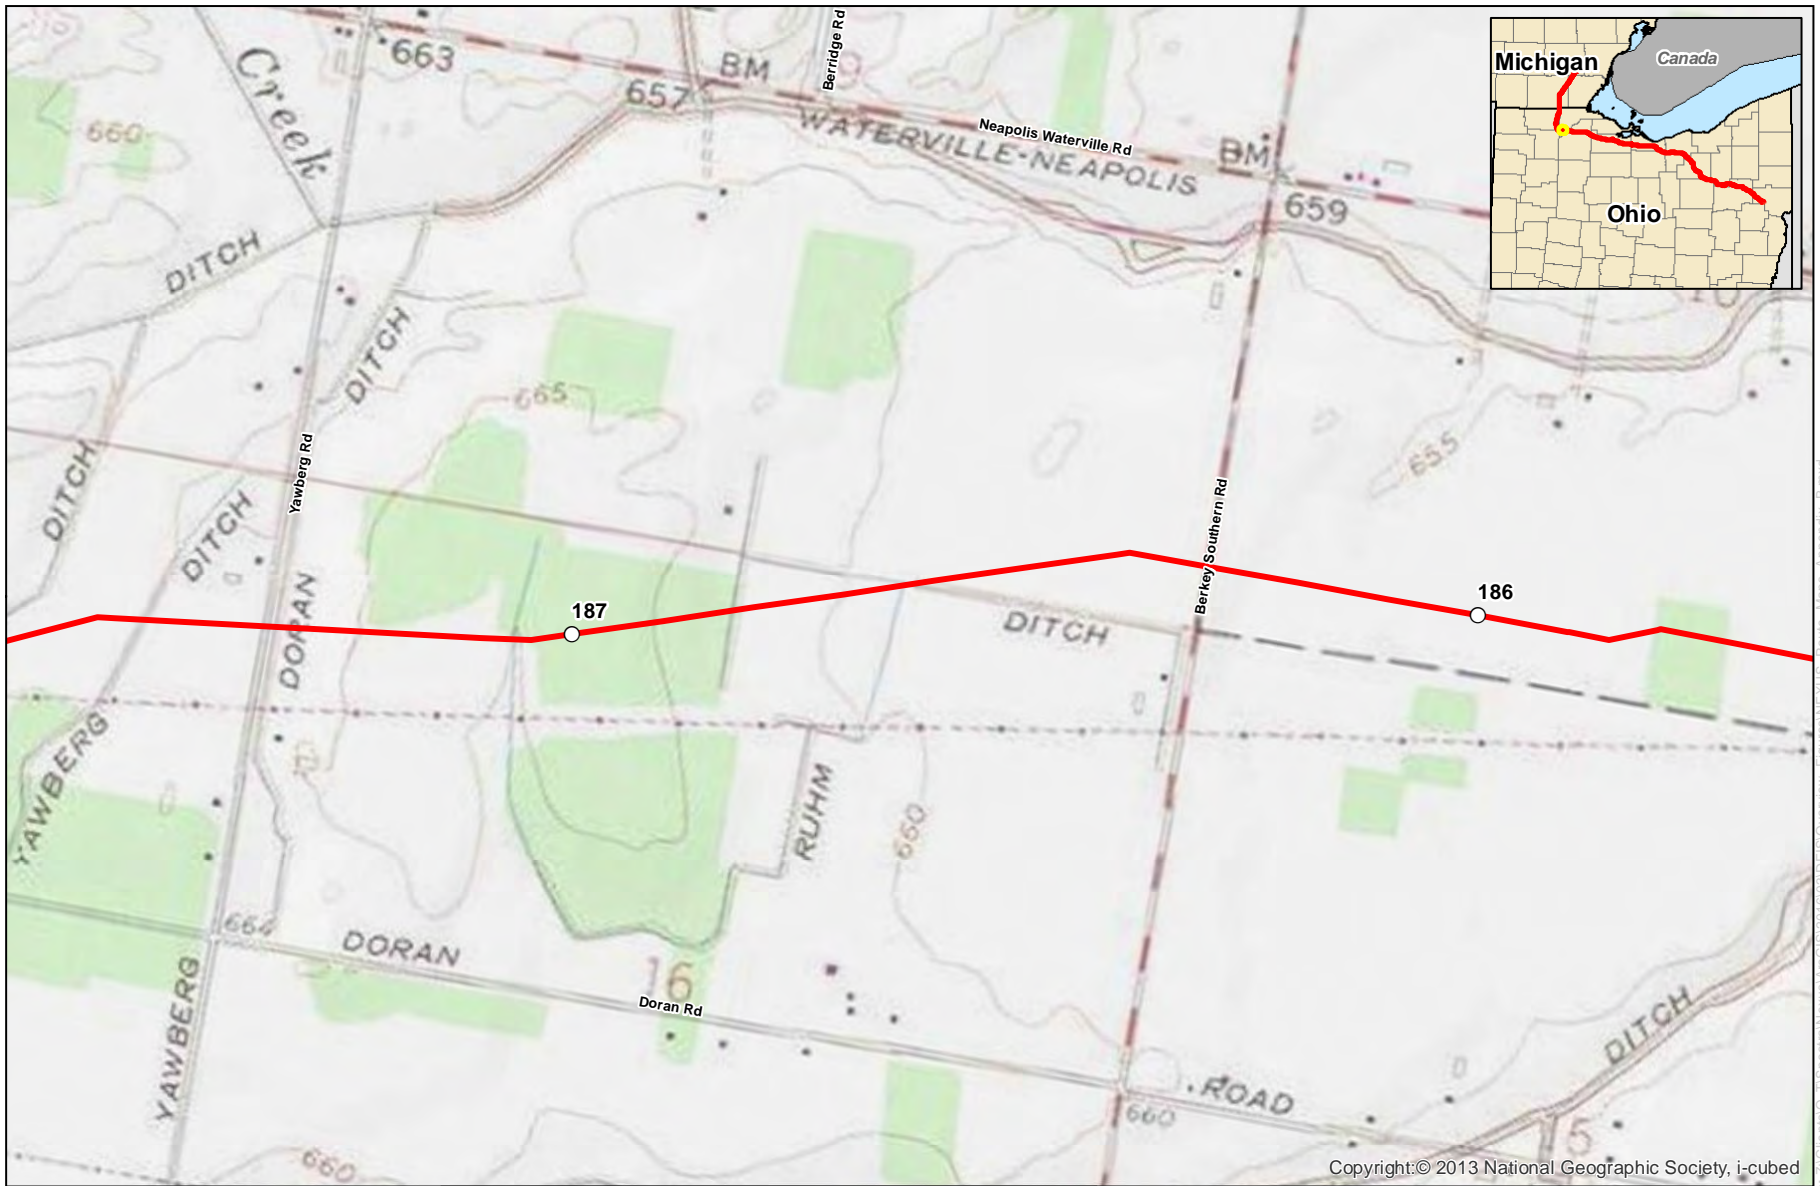 Creek
663
BM
657
Berridge Rd
WATERVILLE-NEAPOLIS
Neapolis Waterville Rd
BM
659
Michigan
Canada
Ohio
660
DITCH
DITCH
665
655
DITCH
Yawberg Rd
DITCH
DORAN
187
Berkey Southern Rd
186
DITCH
YAWBERG
RUHM
660
664
DORAN
16
Doran Rd
YAWBERG
DITCH
ROAD
660
5
660
Copyright:© 2013 National Geographic Society, i-cubed